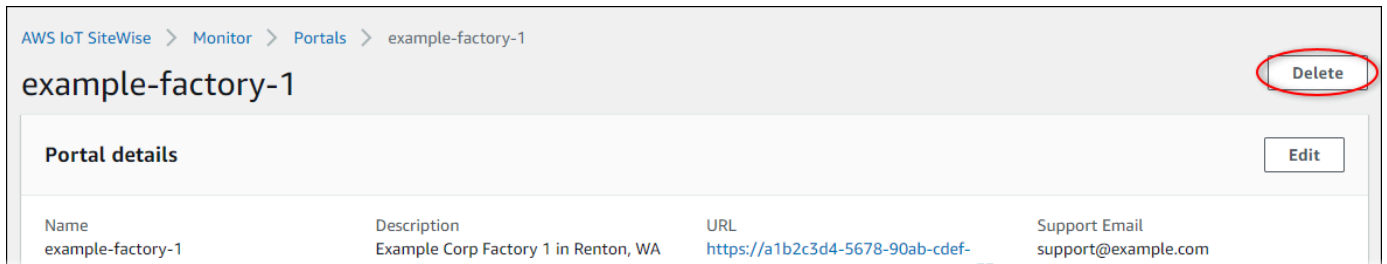 AWS IoT SiteWise > Monitor > Portals > example-factory-1
example-factory-1
Delete
Portal details
Edit
Name Description URL Support Email
example-factory-1 Example Corp Factory 1 in Renton, WA https://a1b2c3d4-5678-90ab-cdef- support@example.com